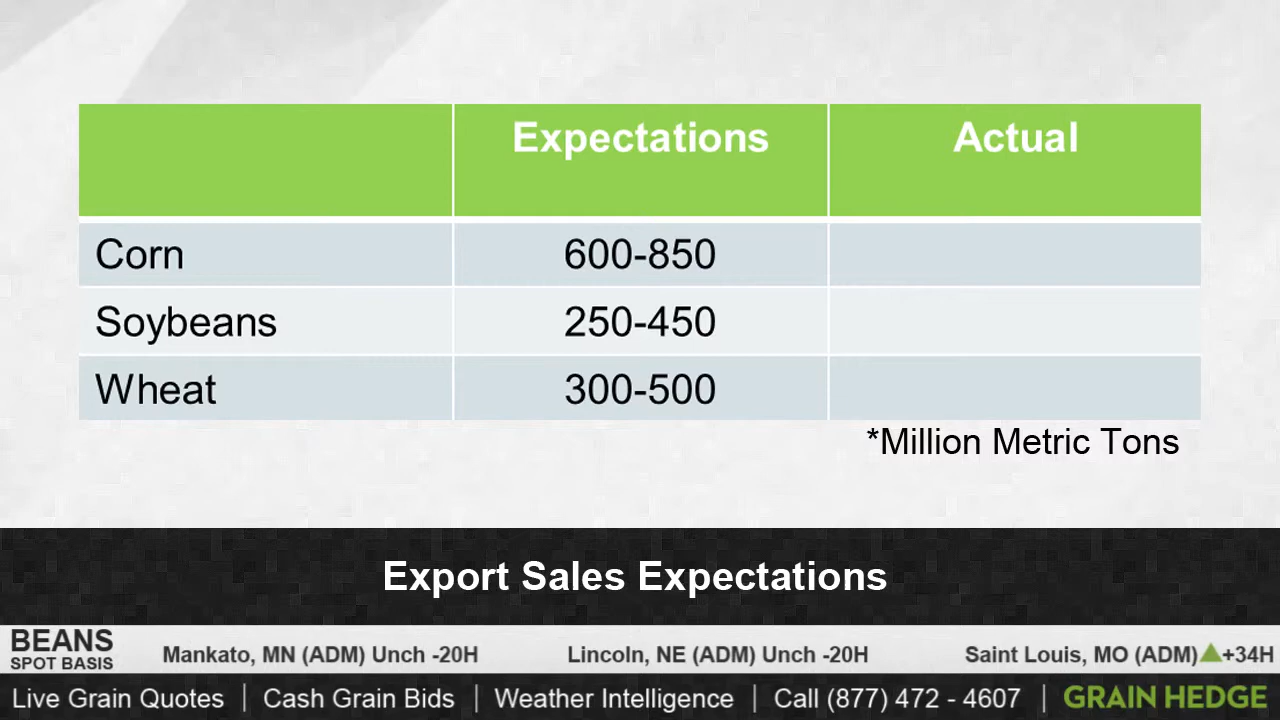 Expectations Actual
Corn 600-850
Soybeans 250-450
Wheat 300-500
*Million Metric Tons
Export Sales Expectations
BEANS
SPOT BASIS
Mankato, MN (ADM) Unch -20H Lincoln, NE (ADM) Unch -20H Saint Louis, MO (ADM) +34H
Live Grain Quotes | Cash Grain Bids | Weather Intelligence | Call (877) 472 - 4607 | GRAIN HEDGE